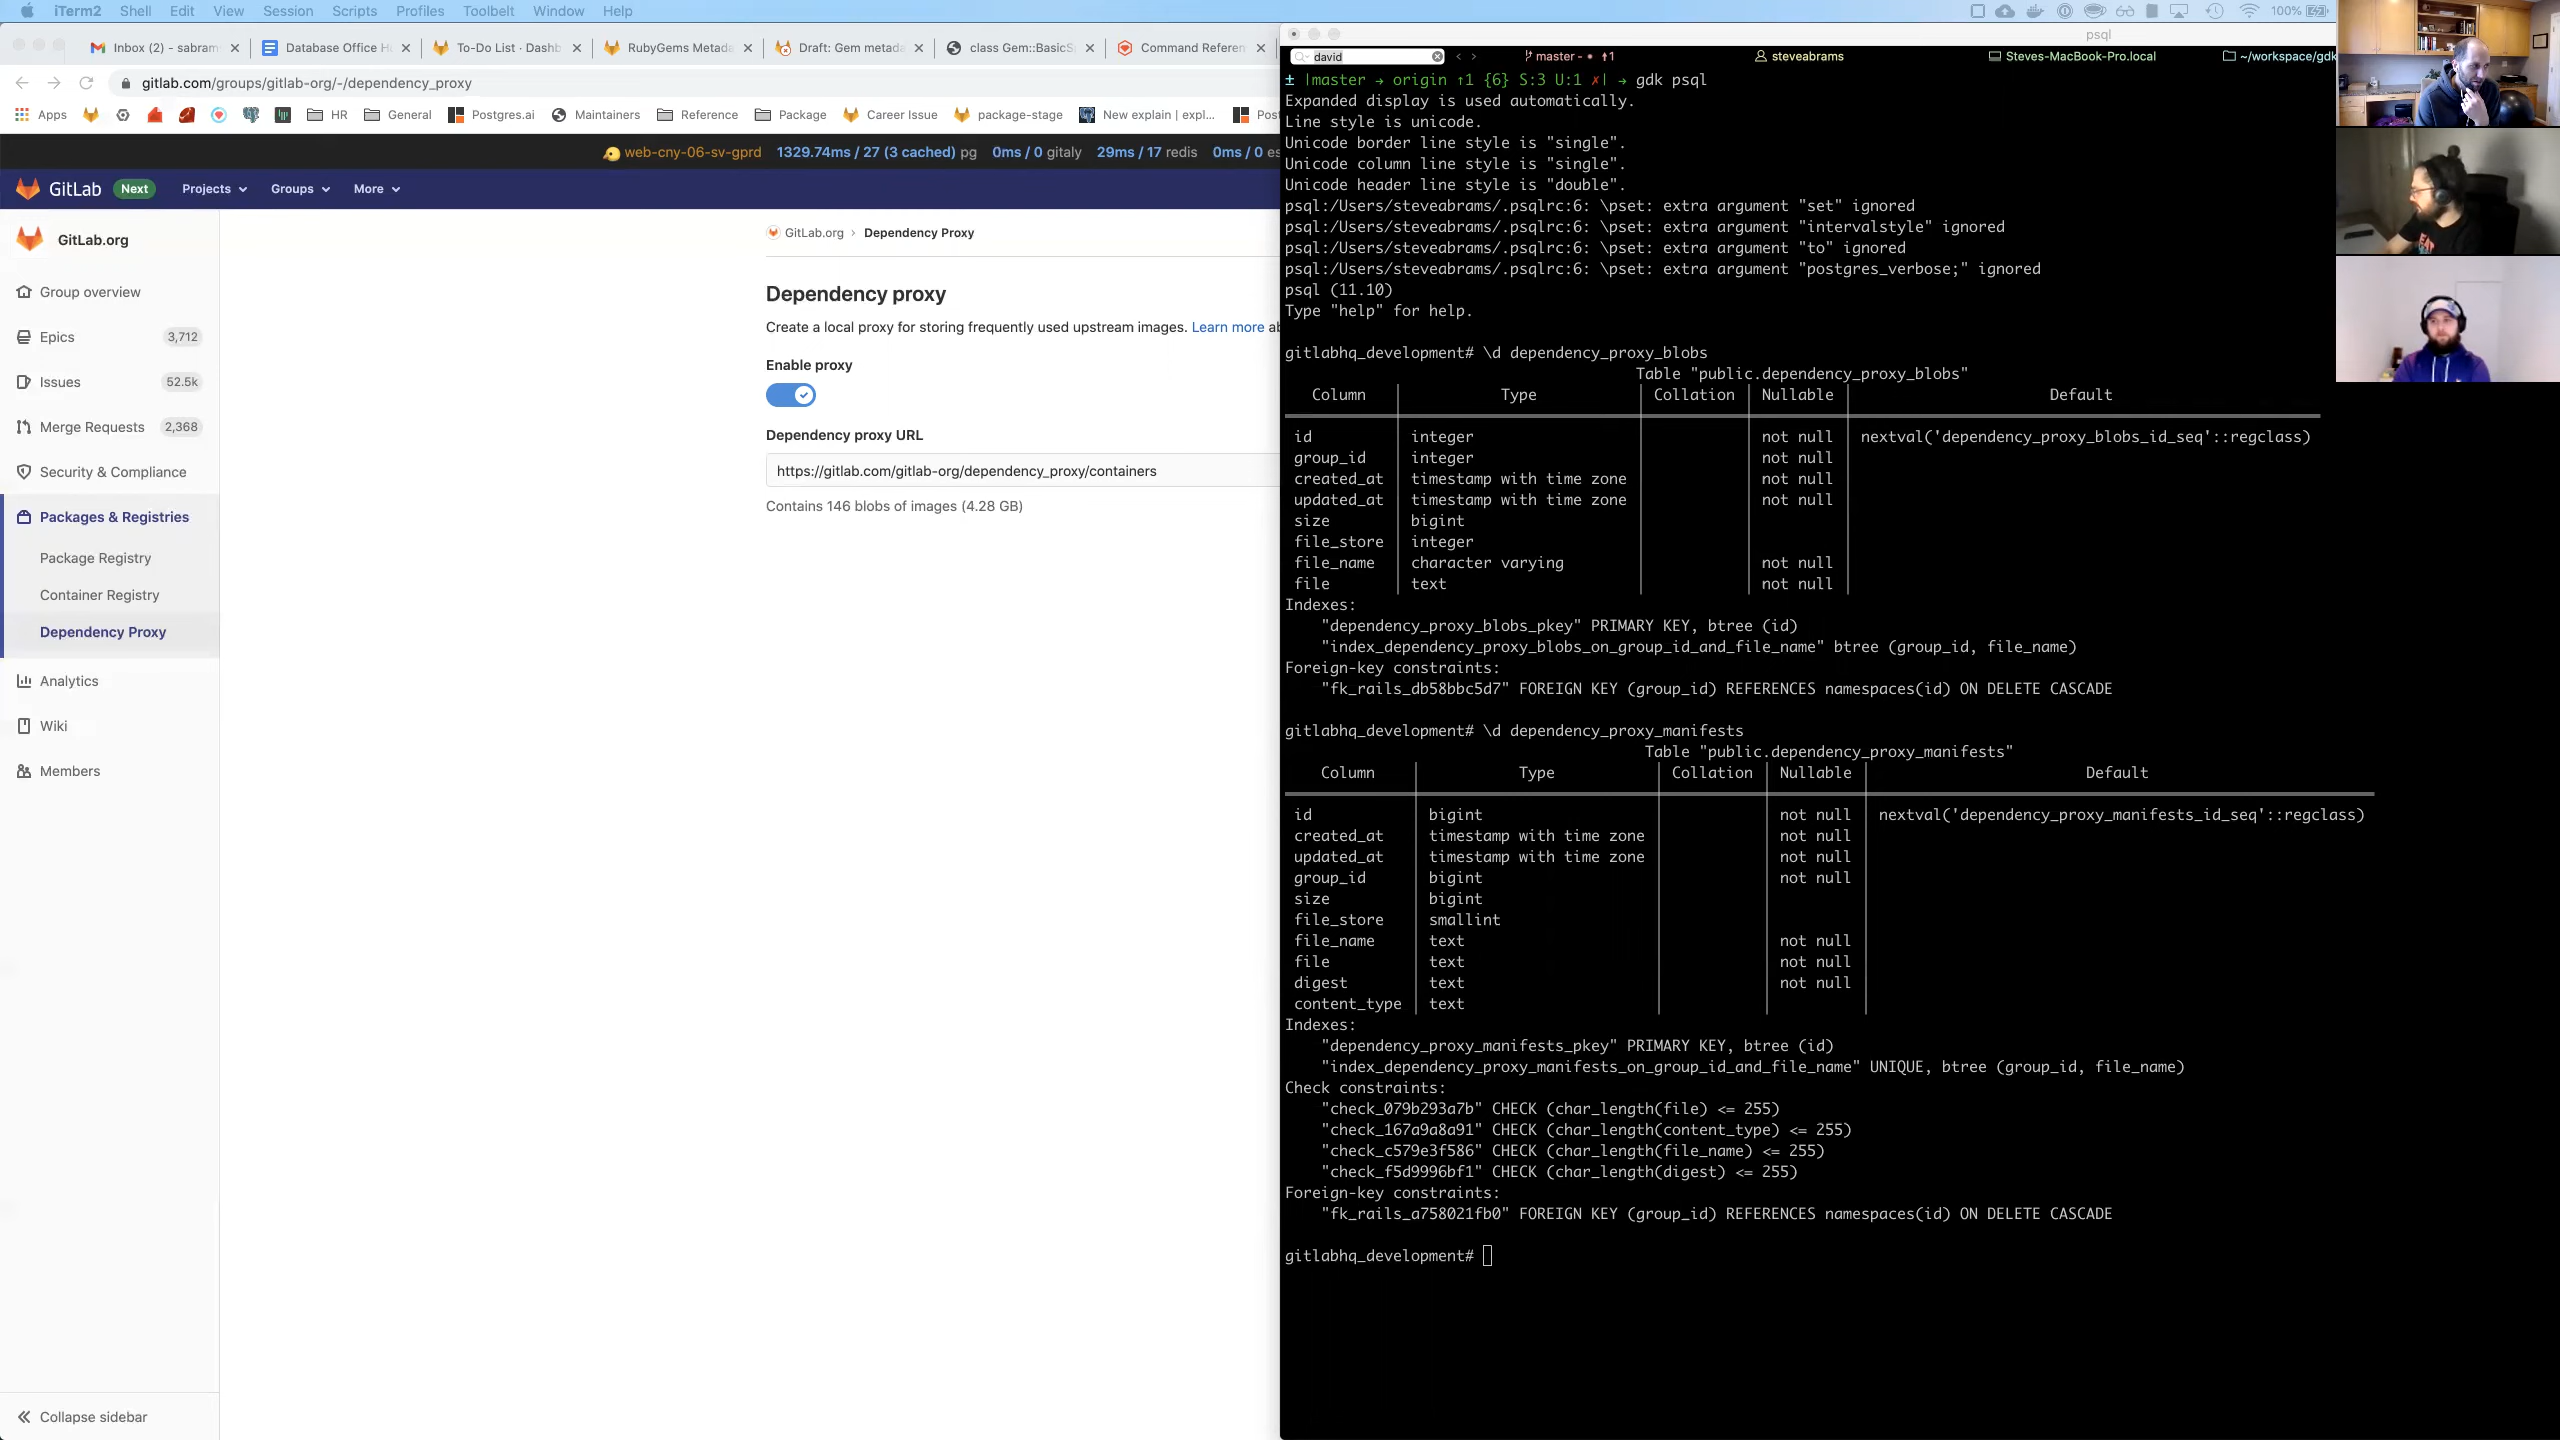 iTerm2 Shell Edit View Session Scripts Profiles Toolbelt Window Help 100%
Inbox (2) - sabram Database Office H To-Do List · Dashb RubyGems Metada Draft: Gem metada class Gem::BasicS Command Referen
gitlab.com/groups/gitlab-org/-/dependency_proxy
Apps HR General Postgres.ai Maintainers Reference Package Career Issue package-stage New explain | expl... Pos
web-cny-06-sv-gprd 1329.74ms / 27 (3 cached) pg 0ms / 0 gitaly 29ms / 17 redis 0ms / 0 es
GitLab Next Projects Groups More
GitLab.org
Group overview
Epics 3,712
Issues 52.5k
Merge Requests 2,368
Security & Compliance
Packages & Registries
Package Registry
Container Registry
Dependency Proxy
Analytics
Wiki
Members
Collapse sidebar
GitLab.org › Dependency Proxy
Dependency proxy
Create a local proxy for storing frequently used upstream images. Learn more ab
Enable proxy
Dependency proxy URL
https://gitlab.com/gitlab-org/dependency_proxy/containers
Contains 146 blobs of images (4.28 GB)
psql
david master - • ↑1 steveabrams Steves-MacBook-Pro.local ~/workspace/gdk
± |master → origin ↑1 {6} S:3 U:1 ✗| → gdk psql
Expanded display is used automatically.
Line style is unicode.
Unicode border line style is "single".
Unicode column line style is "single".
Unicode header line style is "double".
psql:/Users/steveabrams/.psqlrc:6: \pset: extra argument "set" ignored
psql:/Users/steveabrams/.psqlrc:6: \pset: extra argument "intervalstyle" ignored
psql:/Users/steveabrams/.psqlrc:6: \pset: extra argument "to" ignored
psql:/Users/steveabrams/.psqlrc:6: \pset: extra argument "postgres_verbose;" ignored
psql (11.10)
Type "help" for help.
gitlabhq_development# \d dependency_proxy_blobs
Table "public.dependency_proxy_blobs"
Column Type Collation Nullable Default
id integer not null nextval('dependency_proxy_blobs_id_seq'::regclass)
group_id integer not null
created_at timestamp with time zone not null
updated_at timestamp with time zone not null
size bigint
file_store integer
file_name character varying not null
file text not null
Indexes:
"dependency_proxy_blobs_pkey" PRIMARY KEY, btree (id)
"index_dependency_proxy_blobs_on_group_id_and_file_name" btree (group_id, file_name)
Foreign-key constraints:
"fk_rails_db58bbc5d7" FOREIGN KEY (group_id) REFERENCES namespaces(id) ON DELETE CASCADE
gitlabhq_development# \d dependency_proxy_manifests
Table "public.dependency_proxy_manifests"
Column Type Collation Nullable Default
id bigint not null nextval('dependency_proxy_manifests_id_seq'::regclass)
created_at timestamp with time zone not null
updated_at timestamp with time zone not null
group_id bigint not null
size bigint
file_store smallint
file_name text not null
file text not null
digest text not null
content_type text
Indexes:
"dependency_proxy_manifests_pkey" PRIMARY KEY, btree (id)
"index_dependency_proxy_manifests_on_group_id_and_file_name" UNIQUE, btree (group_id, file_name)
Check constraints:
"check_079b293a7b" CHECK (char_length(file) <= 255)
"check_167a9a8a91" CHECK (char_length(content_type) <= 255)
"check_c579e3f586" CHECK (char_length(file_name) <= 255)
"check_f5d9996bf1" CHECK (char_length(digest) <= 255)
Foreign-key constraints:
"fk_rails_a758021fb0" FOREIGN KEY (group_id) REFERENCES namespaces(id) ON DELETE CASCADE
gitlabhq_development#